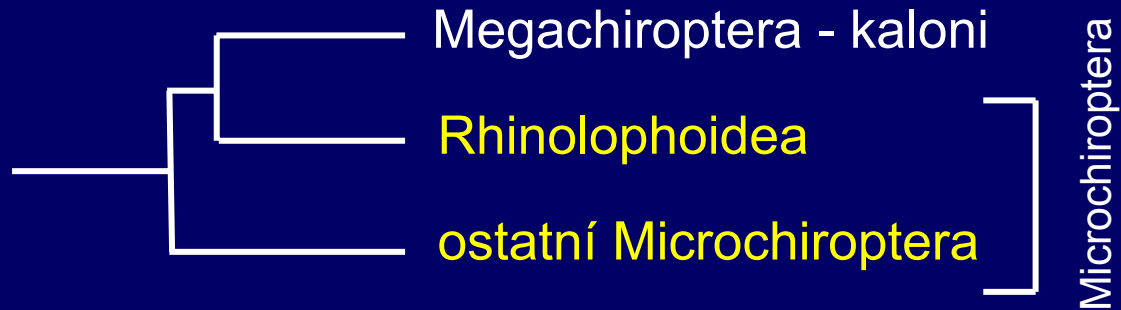 Megachiroptera - kaloni
Rhinolophoidea
ostatní Microchiroptera
Microchiroptera